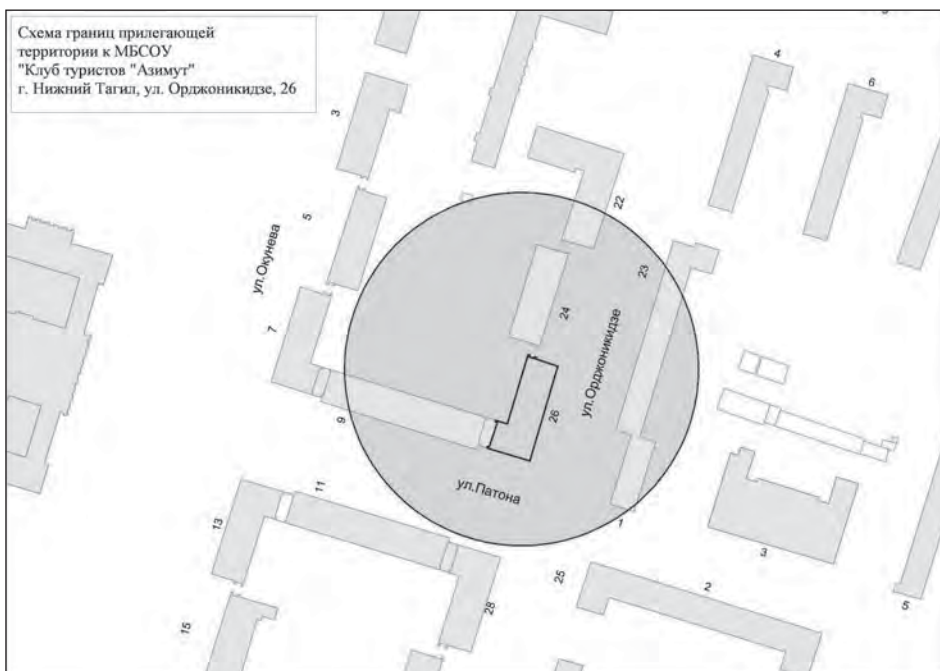 Схема границ прилегающей
территории к МБСОУ
"Клуб туристов "Азимут"
г. Нижний Тагил, ул. Орджоникидзе, 26
4
6
3
22
5
ул.Окунева
23
24
7
ул.Орджоникидзе
26
9
ул.Патона
11
1
13
3
25
2
5
28
15